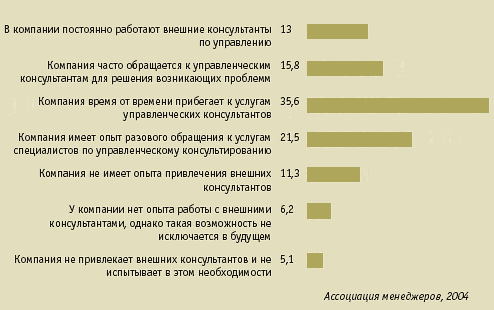 В компании постоянно работают внешние консультанты 13
по управлению
Компания часто обращается к управленческим 15,8
консультантам для решения возникающих проблемм
Компания время от времени прибегает к услугам 35,6
управленческих консультантов
Компания имеет опыт разового обращения к услугам 21,5
специалистов по управленческому консультированию
Компания не имеет опыта привлечения внешних 11,3
консультантов
У компании нет опыта работы с внешними 6,2
консультантами, однако такая возможность не
исключается в будущем
Компания не привлекает внешних консультантов и не 5,1
испытывает в этом необходимости
Ассоциация менеджеров, 2004